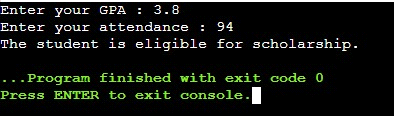 Enter your GPA : 3.8
Enter your attendance : 94
The student is eligible for scholarship.
...Program finished with exit code 0
Press ENTER to exit console.